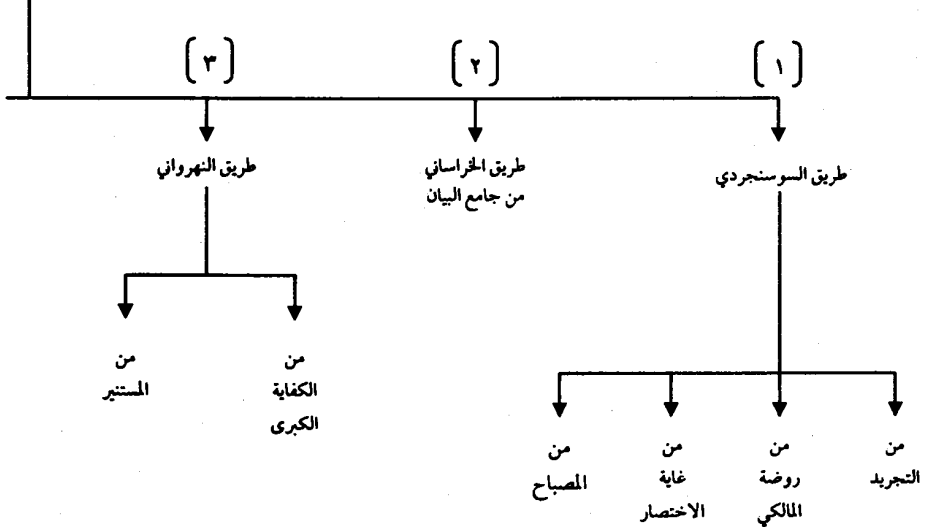 [١]
[٢]
[٣]
طريق السوسنجردي
طريق الخراساني
من جامع البيان
طريق النهرواني
من
التجريد
من
روضة
المالكي
من
غاية
الاختصار
من
المصباح
من
الكفاية
الكبرى
من
المستنير